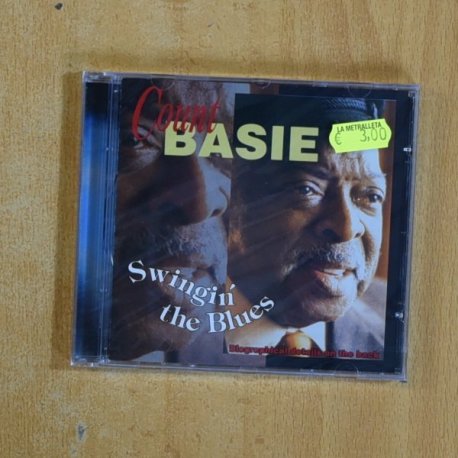 Count
BASIE
LA METRALLETA
€ 3,00
Swingin'
the Blues
Biographical details on the back